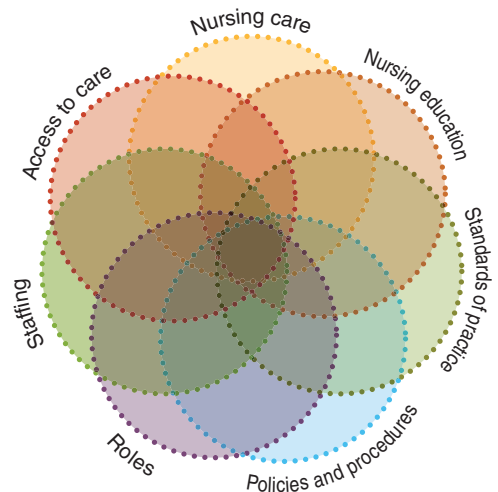 Nursing care
Nursing education
Standards of practice
Policies and procedures
Roles
Staffing
Access to care